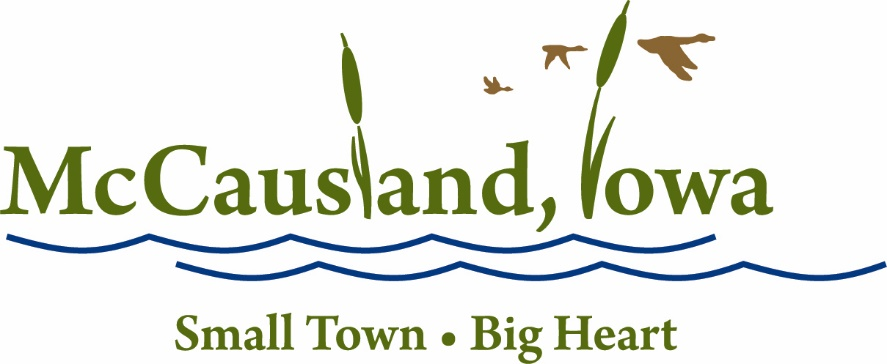 McCausland, Iowa
Small Town • Big Heart